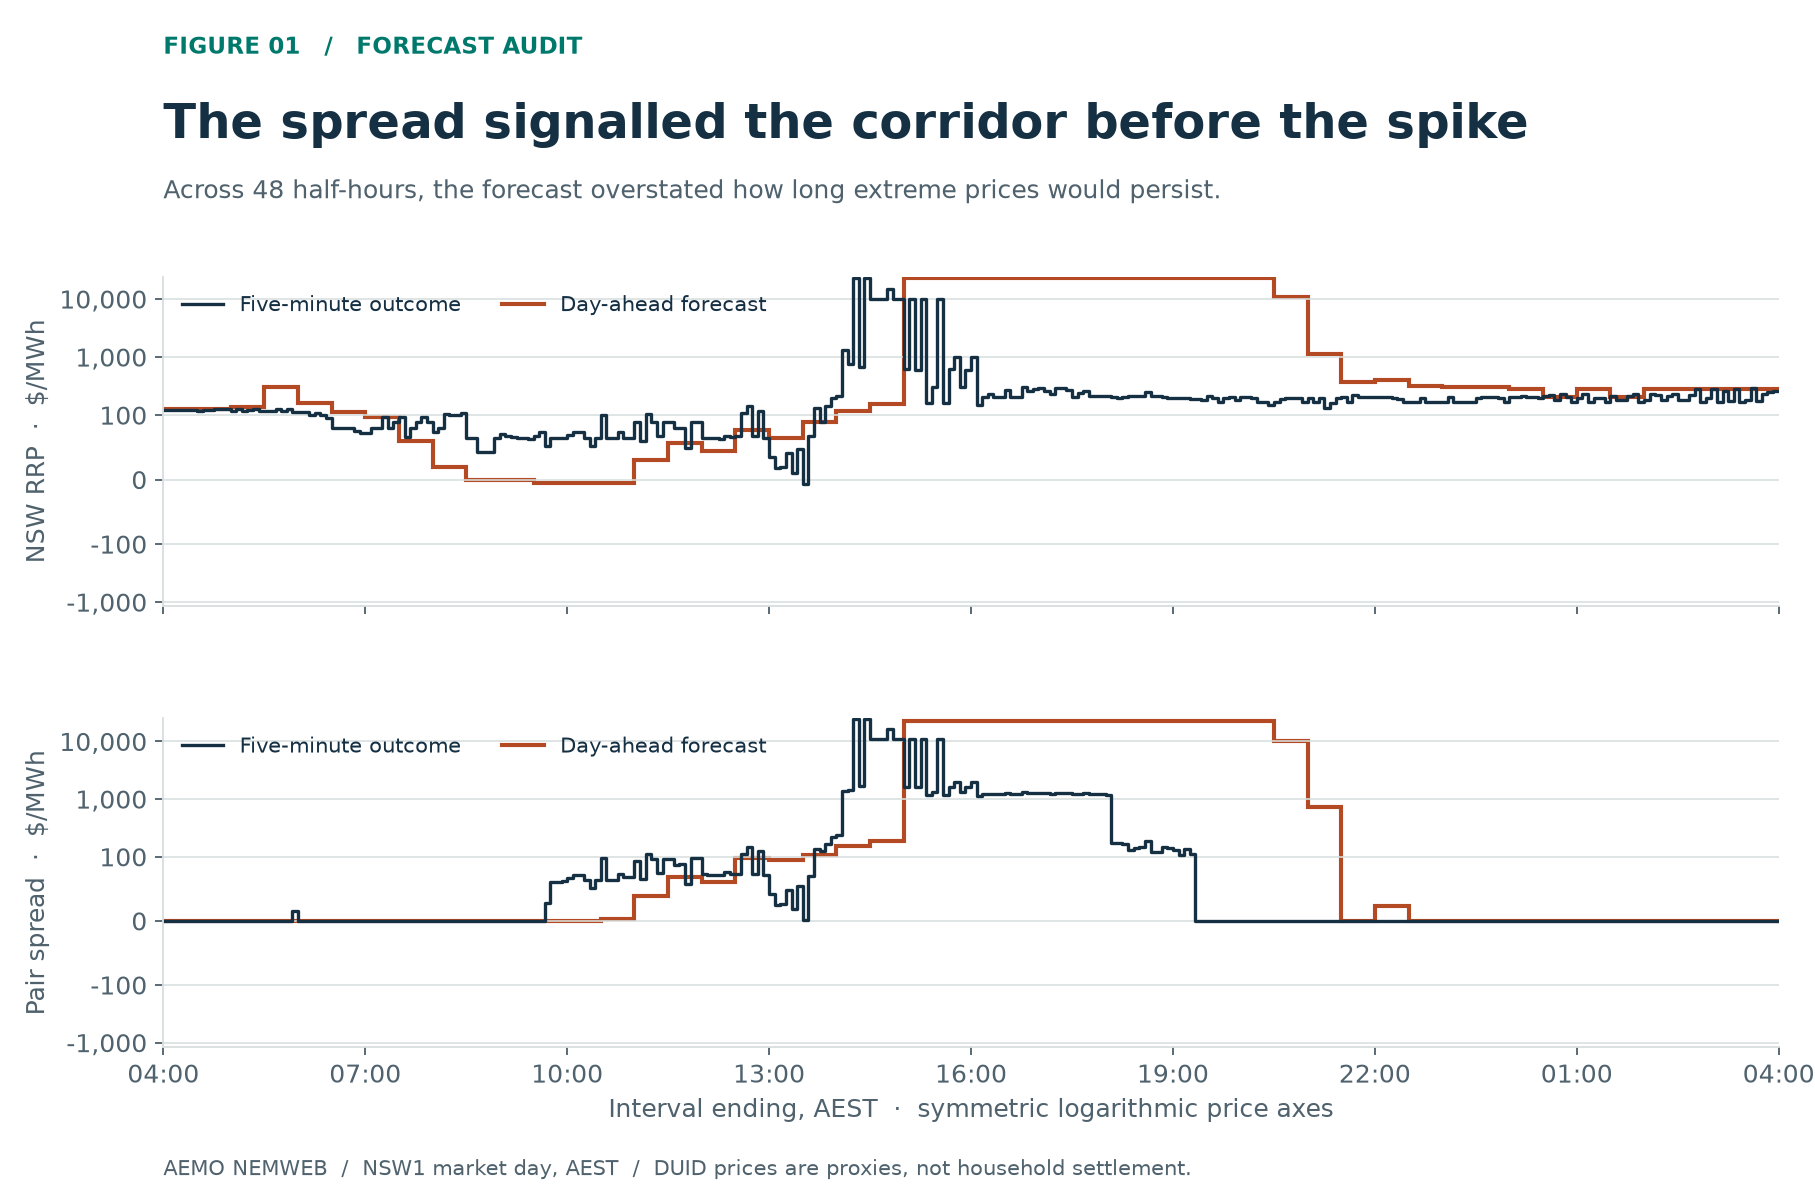 FIGURE 01 / FORECAST AUDIT
The spread signalled the corridor before the spike
Across 48 half-hours, the forecast overstated how long extreme prices would persist.
NSW RRP · $/MWh
10,000
1,000
100
0
-100
-1,000
Five-minute outcome
Day-ahead forecast
Pair spread · $/MWh
10,000
1,000
100
0
-100
-1,000
Five-minute outcome
Day-ahead forecast
04:00 07:00 10:00 13:00 16:00 19:00 22:00 01:00 04:00
Interval ending, AEST · symmetric logarithmic price axes
AEMO NEMWEB / NSW1 market day, AEST / DUID prices are proxies, not household settlement.